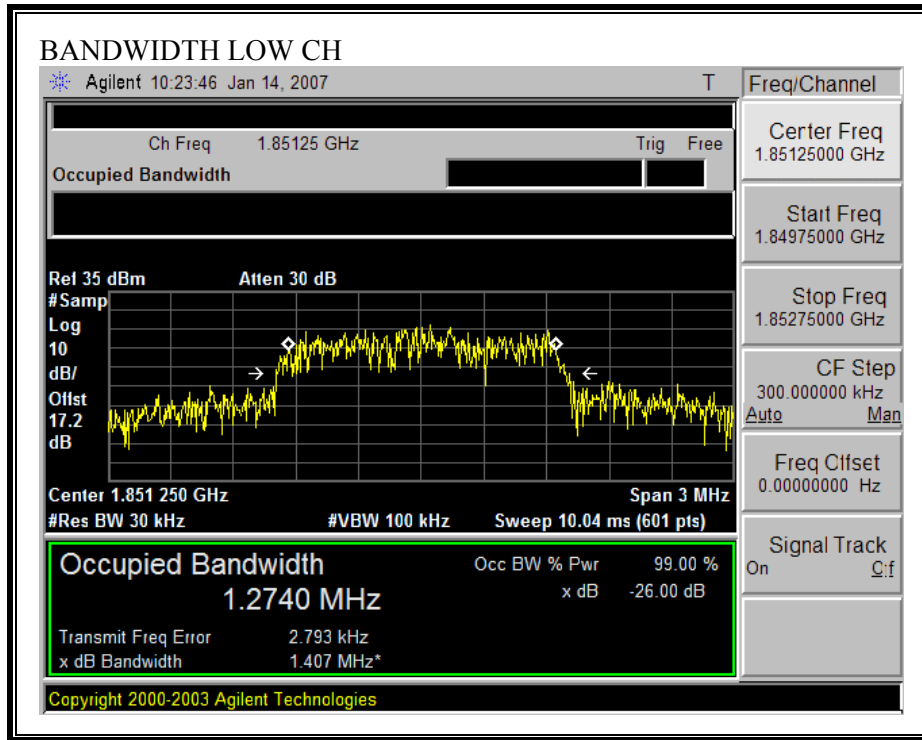 BANDWIDTH LOW CH
Agilent 10:23:46 Jan 14, 2007 T
Freq/Channel
Ch Freq 1.85125 GHz Trig Free
Occupied Bandwidth
Center Freq
1.85125000 GHz
Start Freq
1.84975000 GHz
Stop Freq
1.85275000 GHz
CF Step
300.000000 kHz
Auto Man
Freq Offset
0.00000000 Hz
Signal Track
On Off
Ref 35 dBm Atten 30 dB
#Samp
Log
10
dB/
Offst
17.2
dB
Center 1.851 250 GHz Span 3 MHz
#Res BW 30 kHz #VBW 100 kHz Sweep 10.04 ms (601 pts)
Occupied Bandwidth
1.2740 MHz
Occ BW % Pwr 99.00 %
x dB -26.00 dB
Transmit Freq Error 2.793 kHz
x dB Bandwidth 1.407 MHz*
Copyright 2000-2003 Agilent Technologies